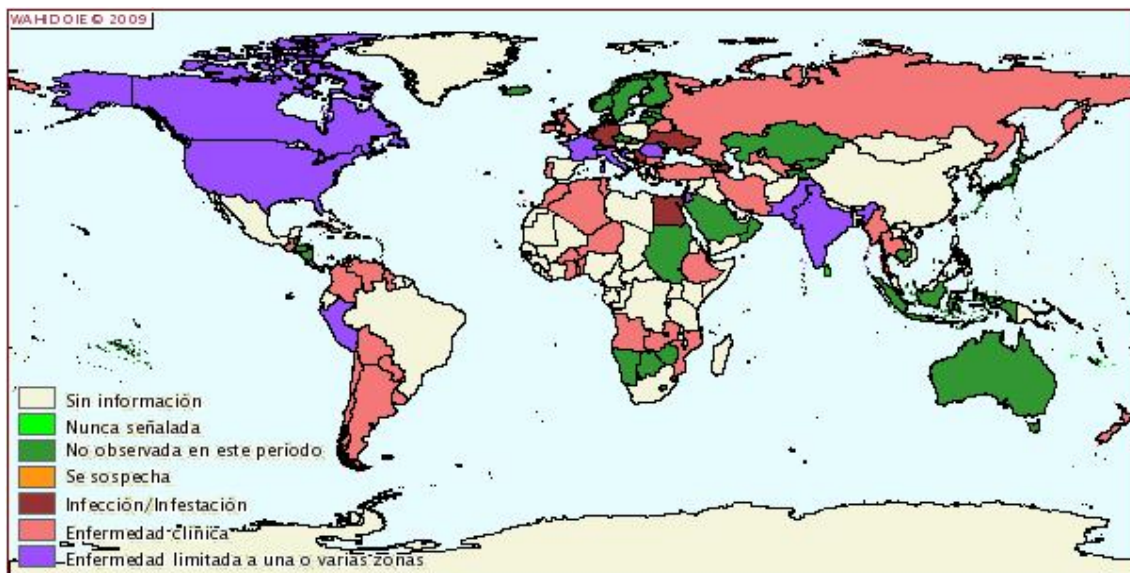 WAHID OIE © 2009
Sin información
Nunca señalada
No observada en este período
Se sospecha
Infección/Infestación
Enfermedad clínica
Enfermedad limitada a una o varias zonas